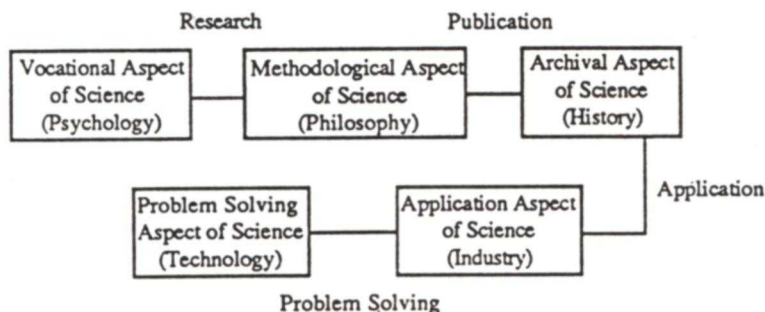 Research
Publication
Vocational Aspect
of Science
(Psychology)
Methodological Aspect
of Science
(Philosophy)
Archival Aspect
of Science
(History)
Application
Problem Solving
Aspect of Science
(Technology)
Application Aspect
of Science
(Industry)
Problem Solving